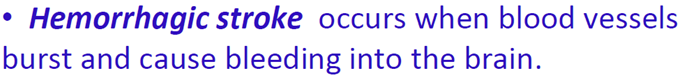 • Hemorrhagic stroke occurs when blood vessels
burst and cause bleeding into the brain.